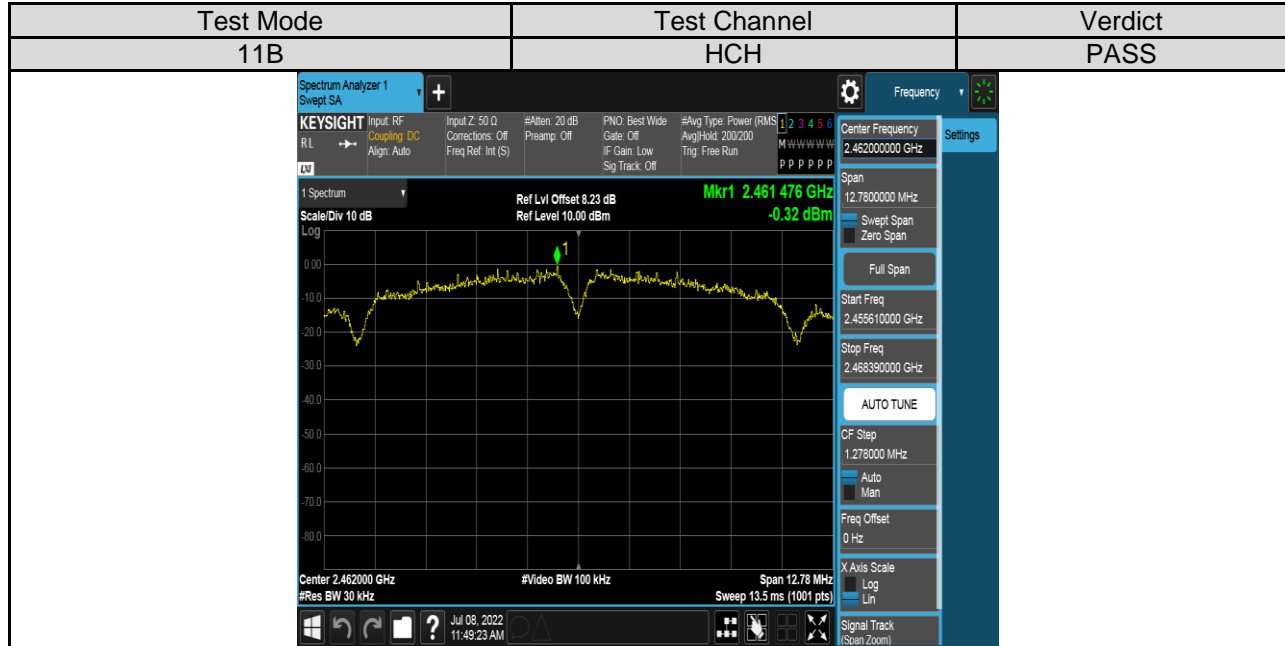 Test Mode Test Channel Verdict
11B HCH PASS
Spectrum Analyzer 1
Swept SA
+
Frequency
KEYSIGHT
RL
LXI
Input: RF
Coupling: DC
Align: Auto
Input Z: 50 Ω
Corrections: Off
Freq Ref: Int (S)
#Atten: 20 dB
Preamp: Off
PNO: Best Wide
Gate: Off
IF Gain: Low
Sig Track: Off
#Avg Type: Power (RMS
Avg|Hold: 200/200
Trig: Free Run
1 2 3 4 5 6
M W W W W W
P P P P P P
1 Spectrum
Scale/Div 10 dB
Ref Lvl Offset 8.23 dB
Ref Level 10.00 dBm
Mkr1 2.461 476 GHz
-0.32 dBm
Log
1
0.00
-10.0
-20.0
-30.0
-40.0
-50.0
-60.0
-70.0
-80.0
Center 2.462000 GHz
#Res BW 30 kHz
#Video BW 100 kHz
Span 12.78 MHz
Sweep 13.5 ms (1001 pts)
?
Jul 08, 2022
11:49:23 AM
Center Frequency
2.462000000 GHz
Settings
Span
12.7800000 MHz
Swept Span
Zero Span
Full Span
Start Freq
2.455610000 GHz
Stop Freq
2.468390000 GHz
AUTO TUNE
CF Step
1.278000 MHz
Auto
Man
Freq Offset
0 Hz
X Axis Scale
Log
Lin
Signal Track
(Span Zoom)